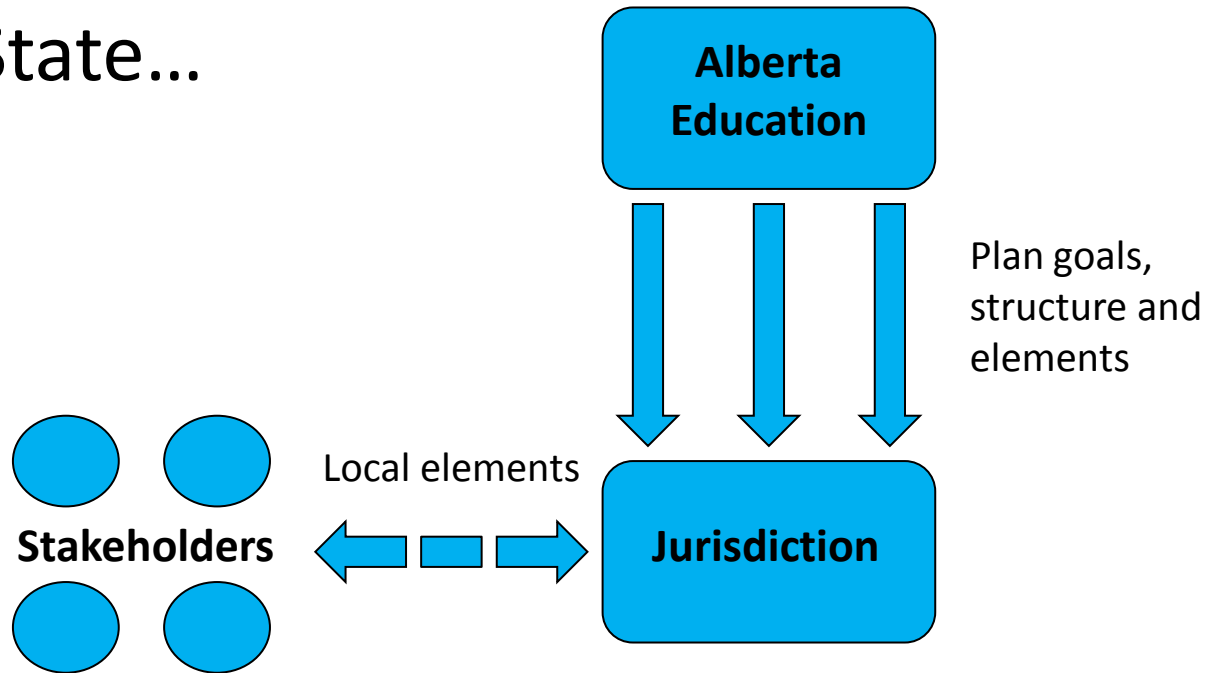 State…
Alberta
Education
Plan goals,
structure and
elements
Local elements
Stakeholders
Jurisdiction